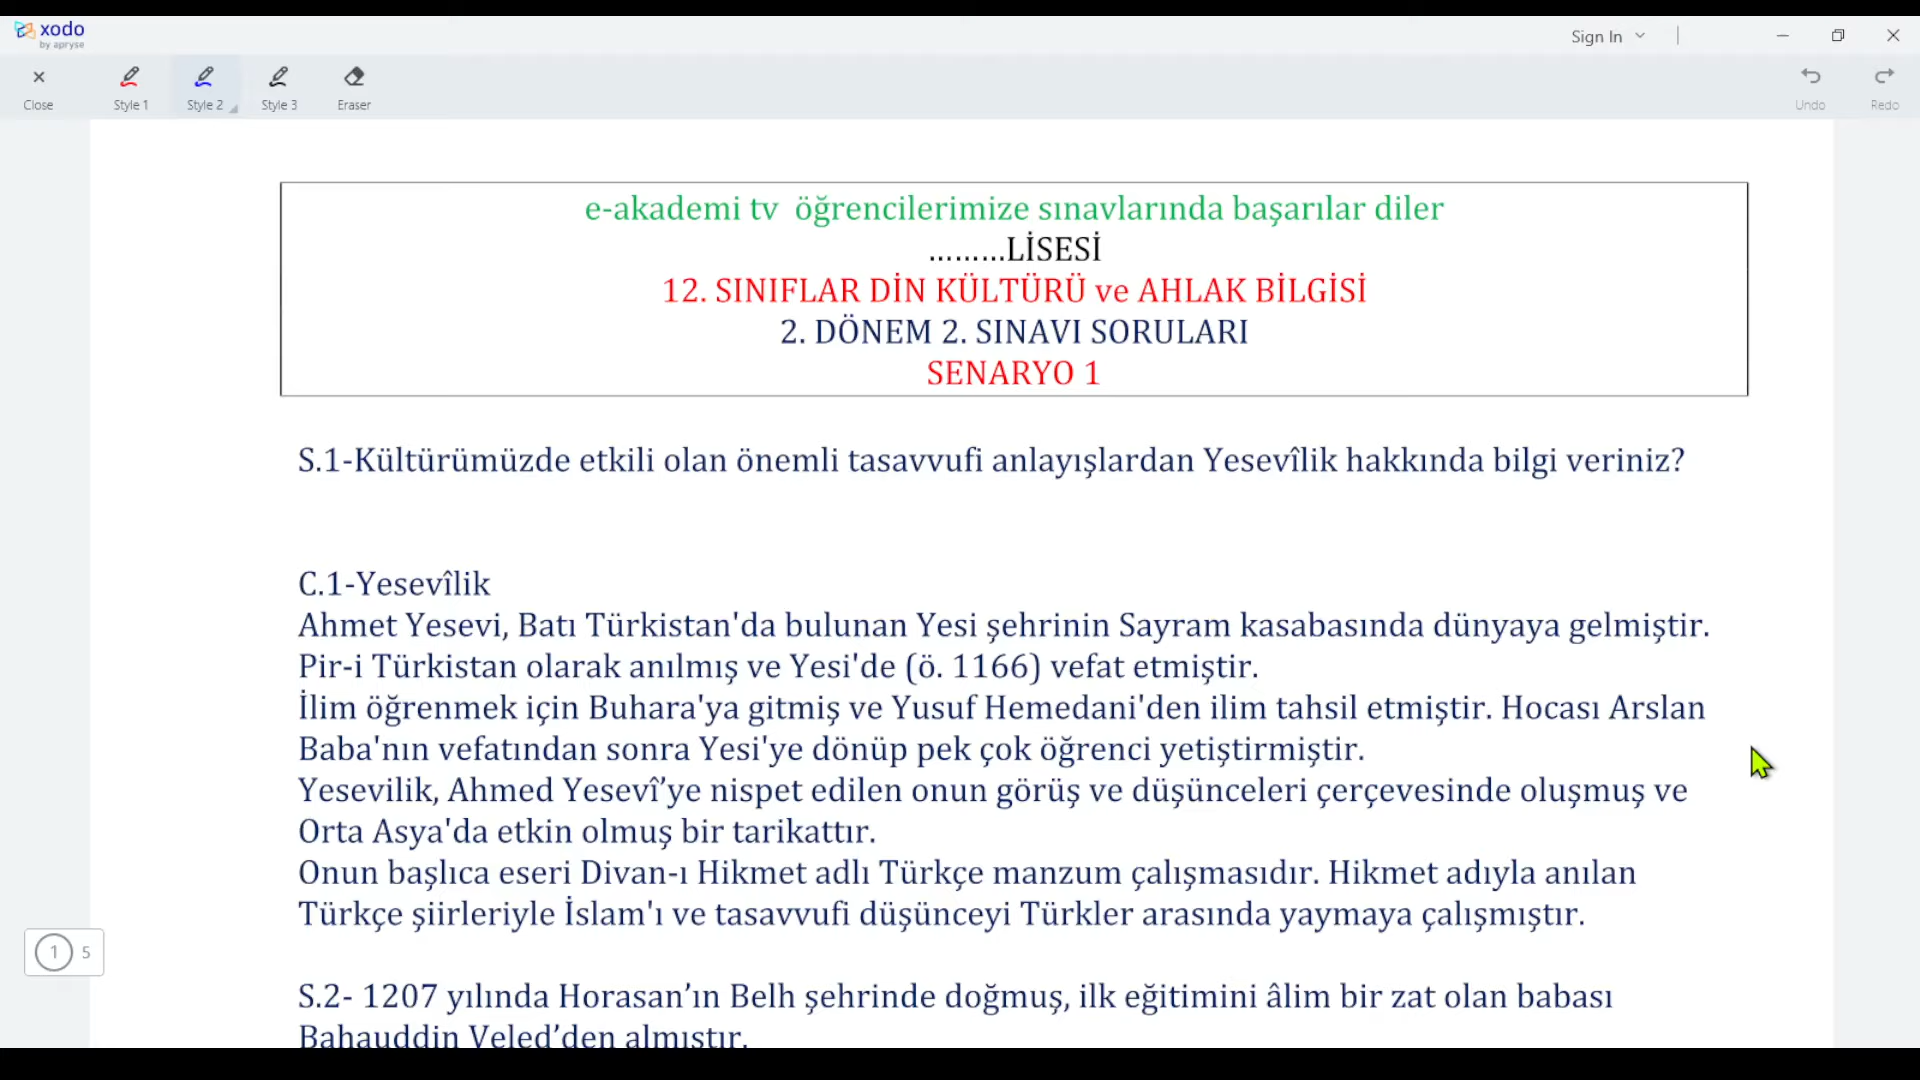 xodo
by apryse
Sign In
Close
Style 1
Style 2
Style 3
Eraser
Undo
Redo
e-akademi tv öğrencilerimize sınavlarında başarılar diler
………LİSESİ
12. SINIFLAR DİN KÜLTÜRÜ ve AHLAK BİLGİSİ
2. DÖNEM 2. SINAVI SORULARI
SENARYO 1
S.1-Kültürümüzde etkili olan önemli tasavvufi anlayışlardan Yesevîlik hakkında bilgi veriniz?
C.1-Yesevîlik
Ahmet Yesevi, Batı Türkistan'da bulunan Yesi şehrinin Sayram kasabasında dünyaya gelmiştir.
Pir-i Türkistan olarak anılmış ve Yesi'de (ö. 1166) vefat etmiştir.
İlim öğrenmek için Buhara'ya gitmiş ve Yusuf Hemedani'den ilim tahsil etmiştir. Hocası Arslan
Baba'nın vefatından sonra Yesi'ye dönüp pek çok öğrenci yetiştirmiştir.
Yesevilik, Ahmed Yesevî’ye nispet edilen onun görüş ve düşünceleri çerçevesinde oluşmuş ve
Orta Asya'da etkin olmuş bir tarikattır.
Onun başlıca eseri Divan-ı Hikmet adlı Türkçe manzum çalışmasıdır. Hikmet adıyla anılan
Türkçe şiirleriyle İslam'ı ve tasavvufi düşünceyi Türkler arasında yaymaya çalışmıştır.
1 5
S.2- 1207 yılında Horasan’ın Belh şehrinde doğmuş, ilk eğitimini âlim bir zat olan babası
Bahauddin Veled’den almıştır.